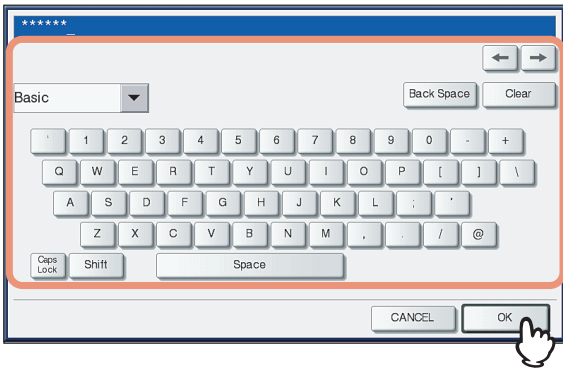 ******_
← →
Basic Back Space Clear
` 1 2 3 4 5 6 7 8 9 0 - +
Q W E R T Y U I O P [ ] \
A S D F G H J K L ; *
Z X C V B N M , . / @
Caps Lock Shift Space
CANCEL OK